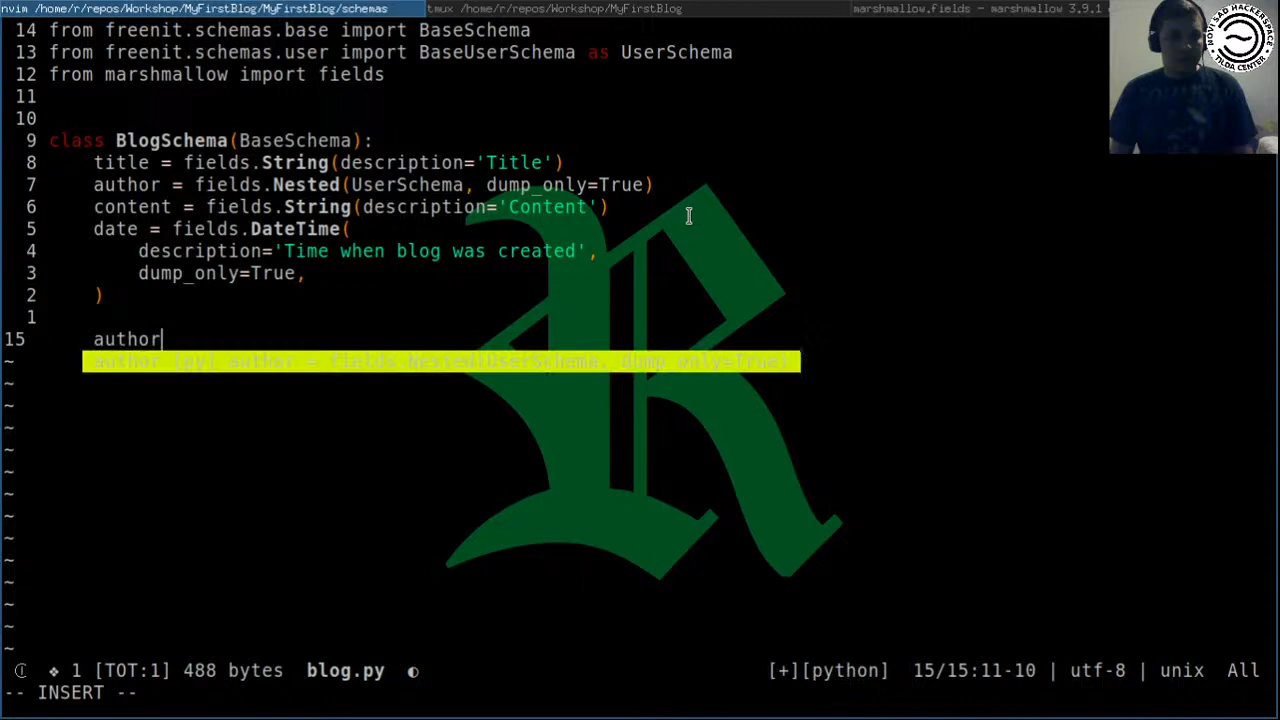 nvim /home/r/repos/Workshop/MyFirstBlog/MyFirstBlog/schemas
tmux /home/r/repos/Workshop/MyFirstBlog
marshmallow.fields — marshmallow 3.9.1
NOVI SAD HACKERSPACE
TILDA CENTER
14 from freenit.schemas.base import BaseSchema
13 from freenit.schemas.user import BaseUserSchema as UserSchema
12 from marshmallow import fields
11
10
9 class BlogSchema(BaseSchema):
8 title = fields.String(description='Title')
7 author = fields.Nested(UserSchema, dump_only=True)
6 content = fields.String(description='Content')
5 date = fields.DateTime(
4 description='Time when blog was created',
3 dump_only=True,
2 )
1
15 author
author [py] author = fields.Nested(UserSchema, dump_only=True)
~
~
~
~
~
~
~
~
~
~
~
~
~
~
R
ⓘ ❖ 1 [TOT:1] 488 bytes blog.py ◐ [+][python] 15/15:11-10 | utf-8 | unix All
-- INSERT --